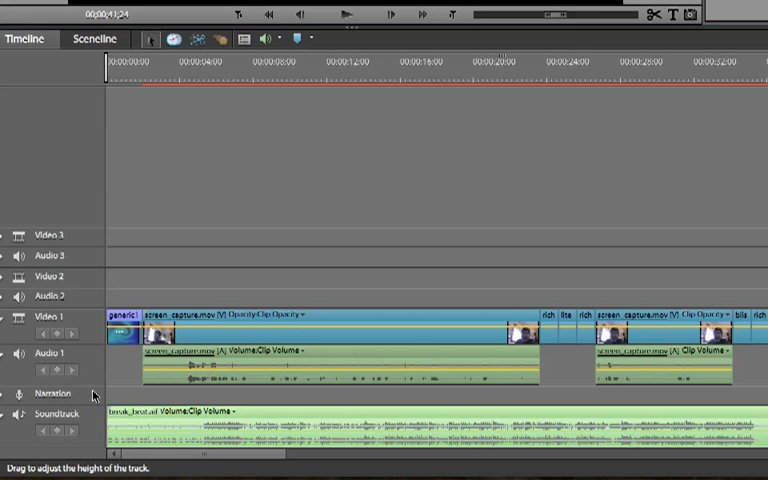 00;00;41;24
T
Timeline Sceneline
00;00;00;00 00;00;04;00 00;00;08;00 00;00;12;00 00;00;16;00 00;00;20;00 00;00;24;00 00;00;28;00 00;00;32;00
Video 3
Audio 3
Video 2
Audio 2
Video 1
generic1 screen_capture.mov [V] Opacity:Clip Opacity rich lite rich screen_capture.mov [V] Clip Opacity blis rich
Audio 1
screen_capture.mov [A] Volume:Clip Volume screen_capture.mov [A] Clip Volume
Narration
Soundtrack
break_beat.aif Volume:Clip Volume
Drag to adjust the height of the track.